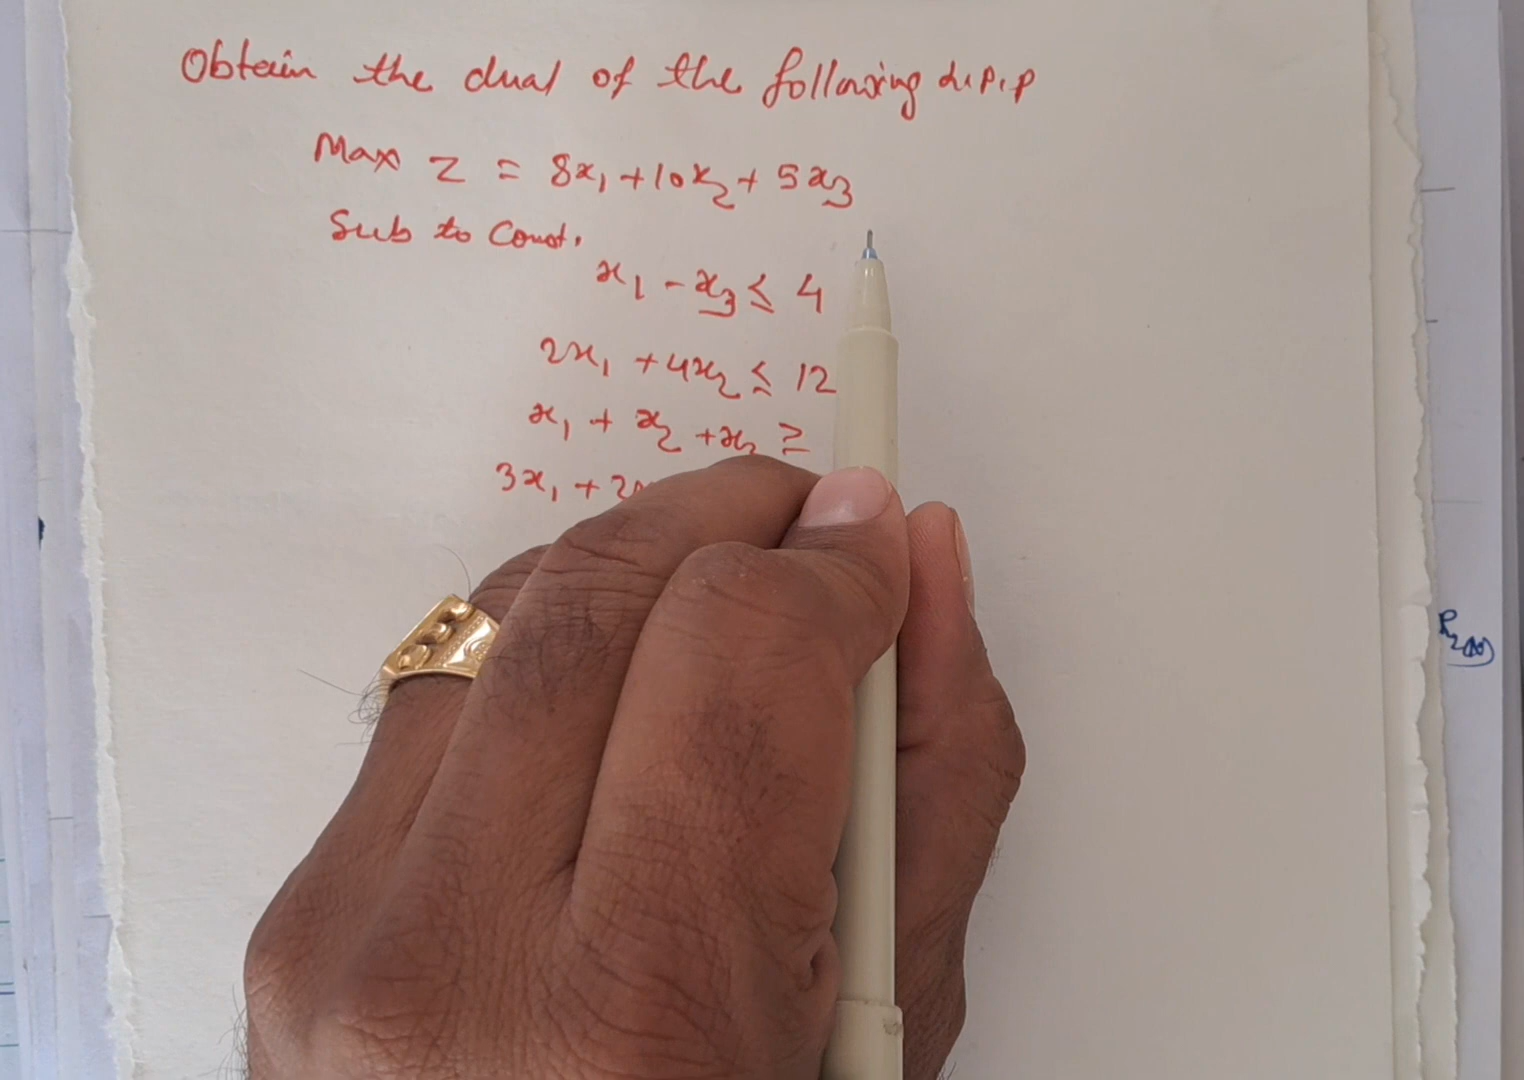 Obtain the dual of the following L.P.P
Max Z = 8x₁ + 10x₂ + 5x₃
Sub to Const.
x₁ - x₃ ≤ 4
2x₁ + 4x₂ ≤ 12
x₁ + x₂ + x₃ ≥
3x₁ + 2